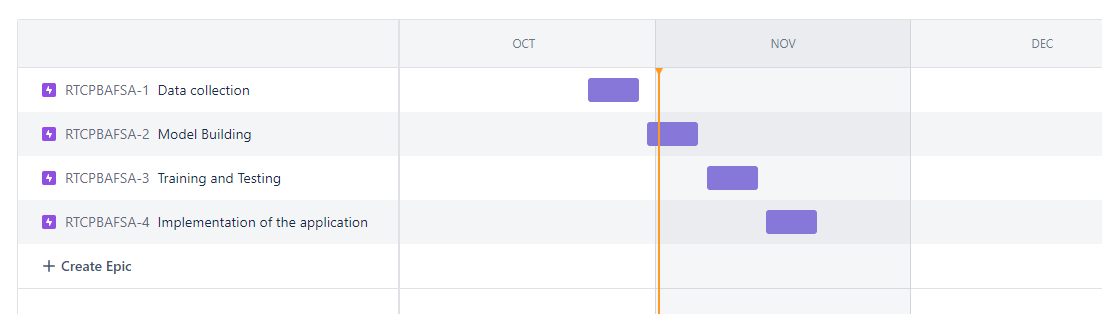 OCT NOV DEC
RTCPBAFSA-1 Data collection
RTCPBAFSA-2 Model Building
RTCPBAFSA-3 Training and Testing
RTCPBAFSA-4 Implementation of the application
+ Create Epic